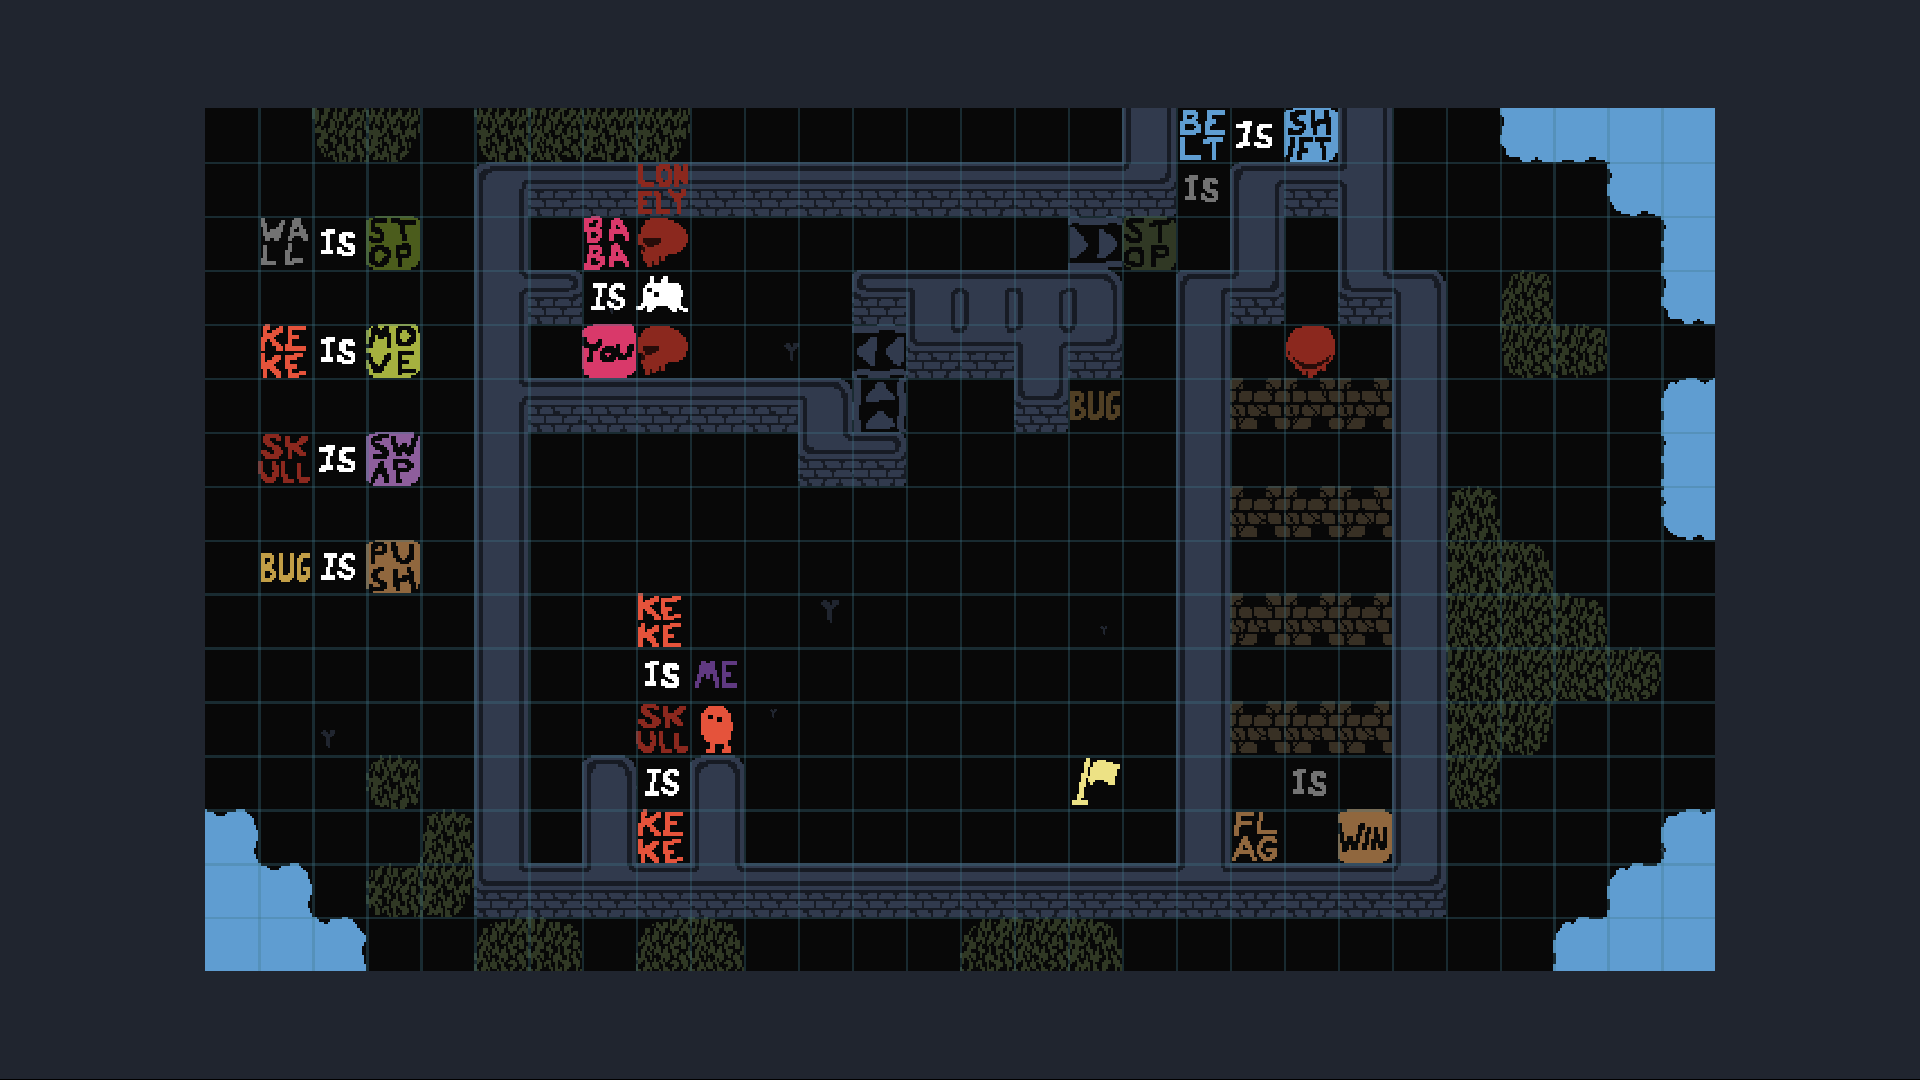 BELT IS SHIFT
LONELY
IS
WALL IS STOP
BABA
STOP
IS
KEKE IS MOVE
YOU
BUG
SKULL IS SWAP
BUG IS PUSH
KEKE
IS ME
SKULL
IS
IS
KEKE
FLAG
WIN